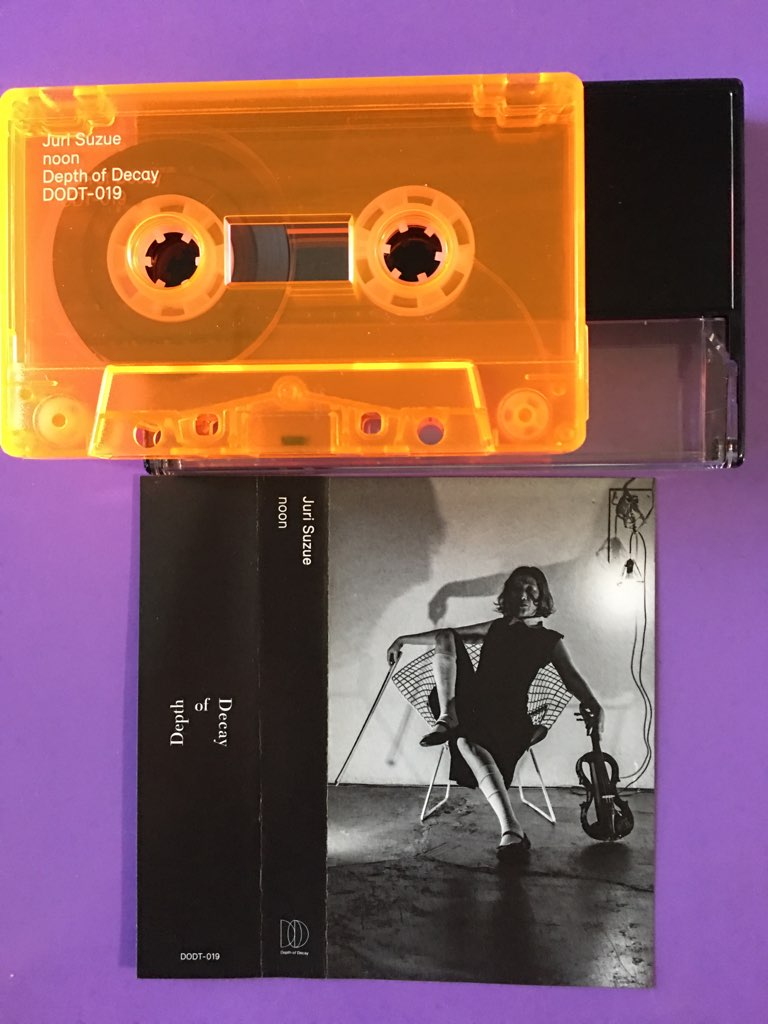 Juri Suzue
noon
Depth of Decay
DODT-019
Juri Suzue
noon
Depth
of
Decay
DOD
Depth of Decay
DODT-019